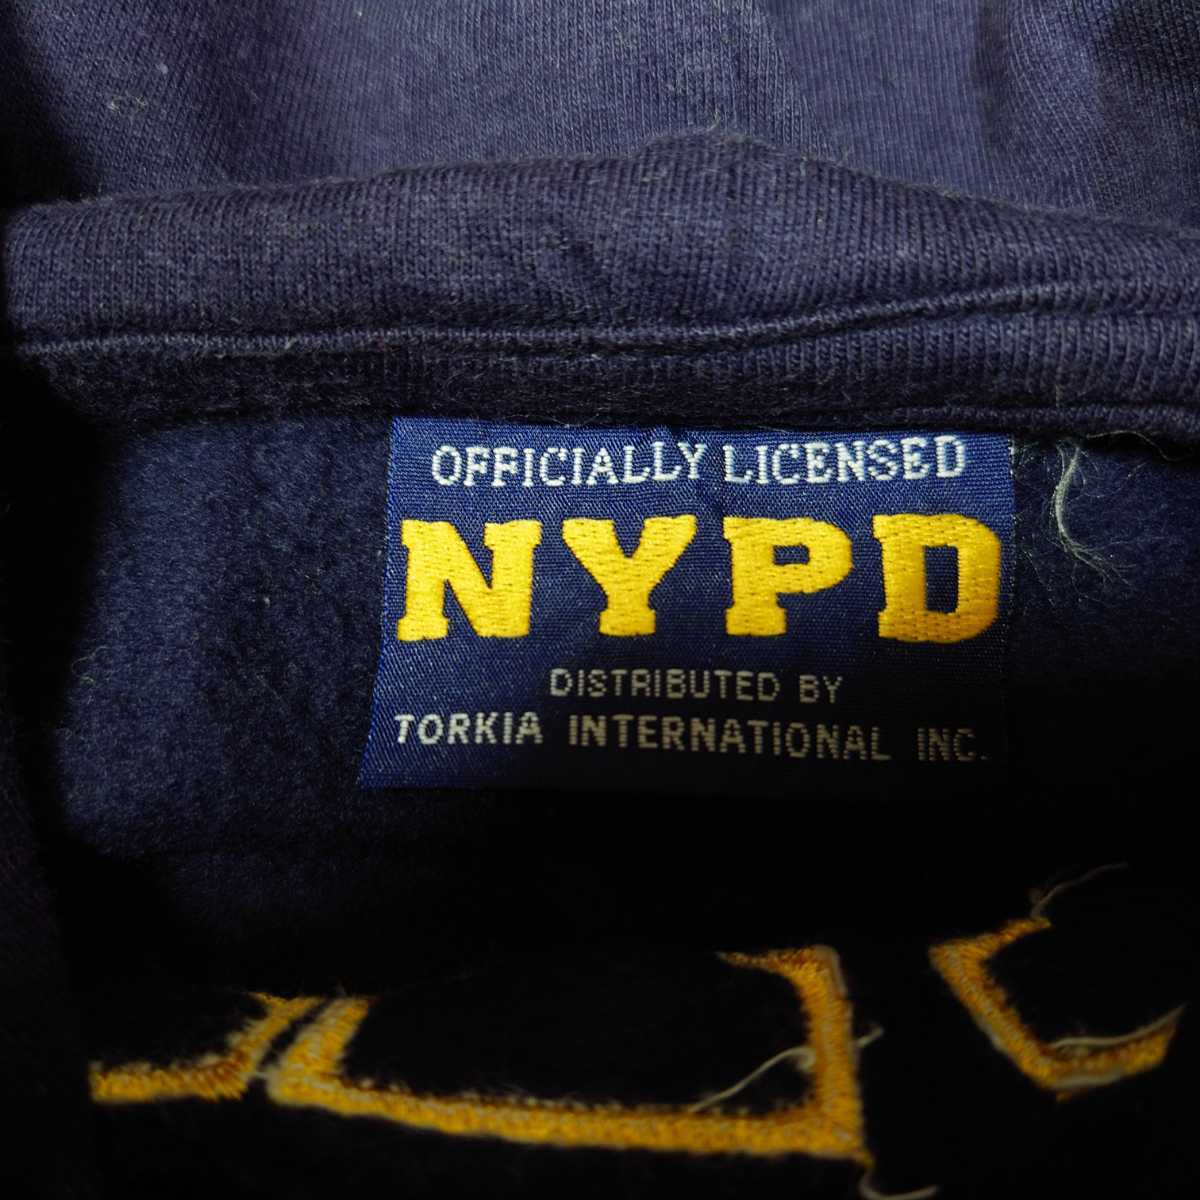 OFFICIALLY LICENSED
NYPD
DISTRIBUTED BY
TORKIA INTERNATIONAL INC.